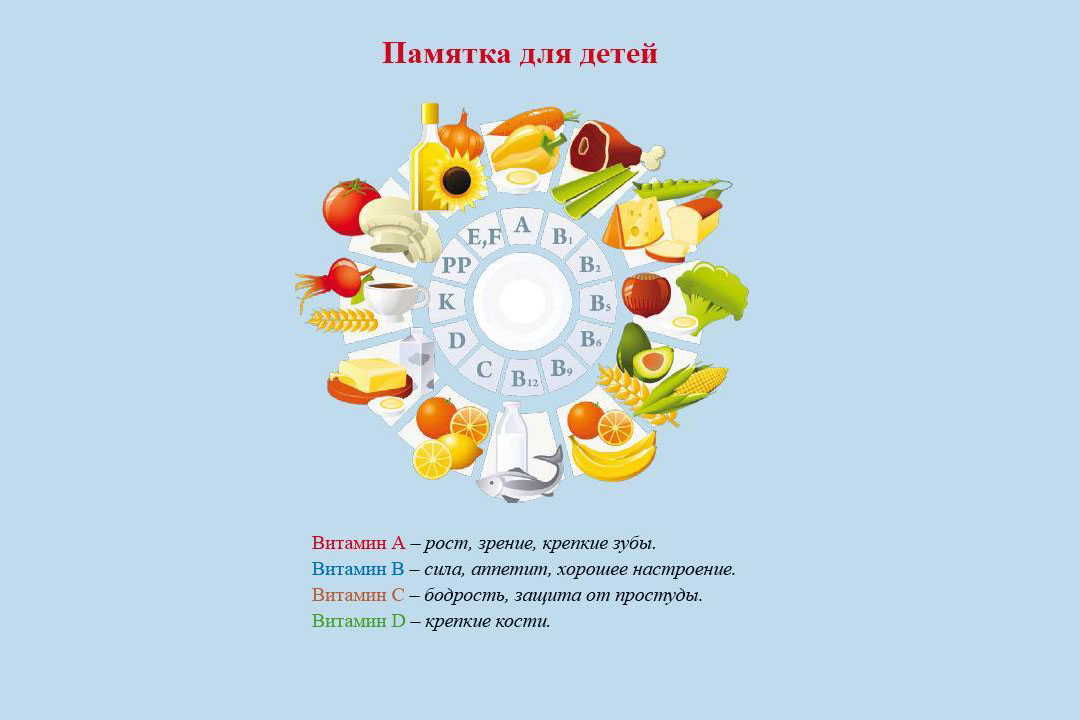 Памятка для детей
A
B1
B2
B5
B6
B9
B12
C
D
K
PP
E,F
Витамин А – рост, зрение, крепкие зубы.
Витамин В – сила, аппетит, хорошее настроение.
Витамин С – бодрость, защита от простуды.
Витамин D – крепкие кости.